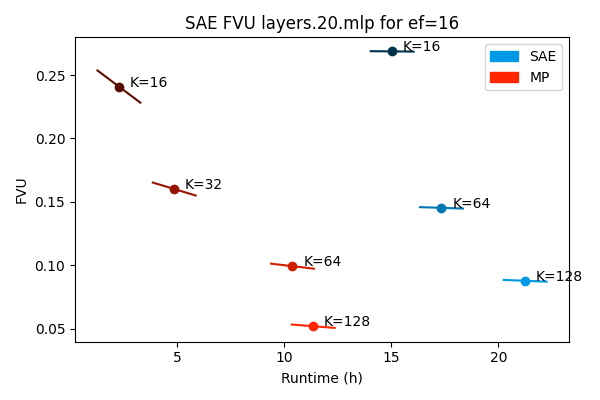 SAE FVU layers.20.mlp for ef=16
K=16
SAE
MP
0.25
K=16
0.20
K=32
0.15
K=64
FVU
K=64
0.10
K=128
K=128
0.05
5
10
15
20
Runtime (h)